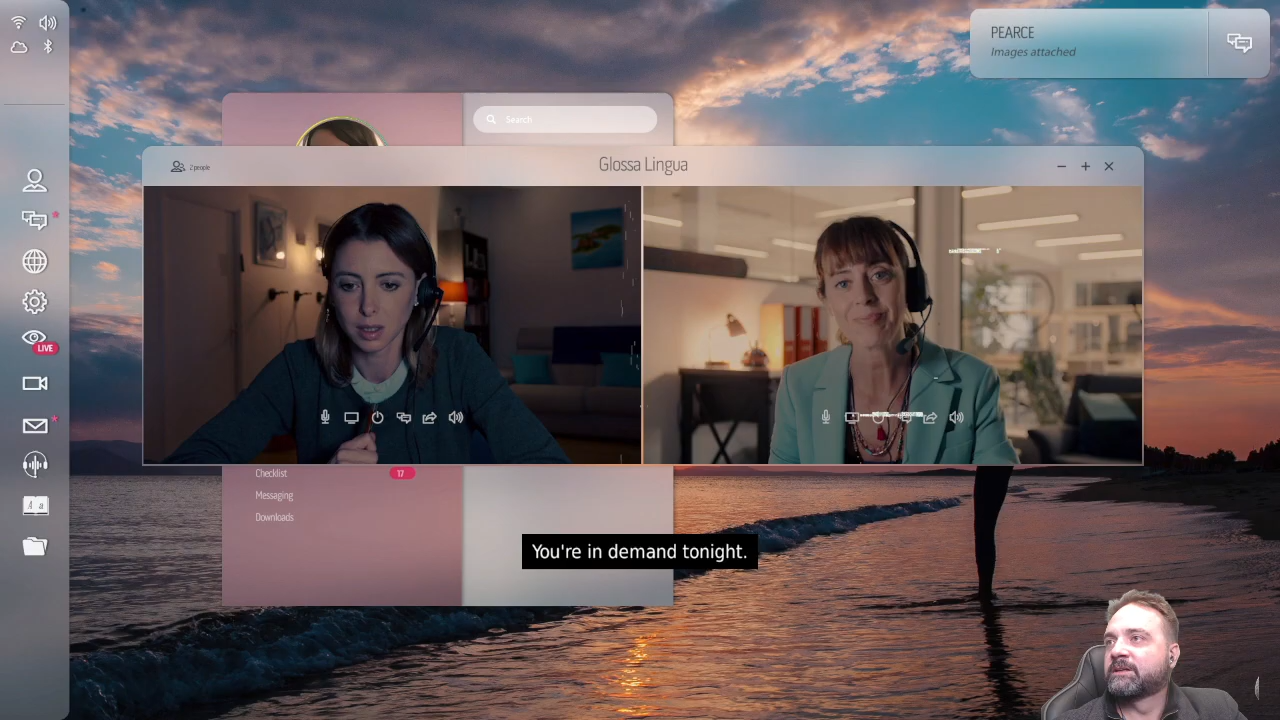 PEARCE
Images attached
Search
2 people
Glossa Lingua
LIVE
Checklist
17
Messaging
Downloads
A a
You're in demand tonight.